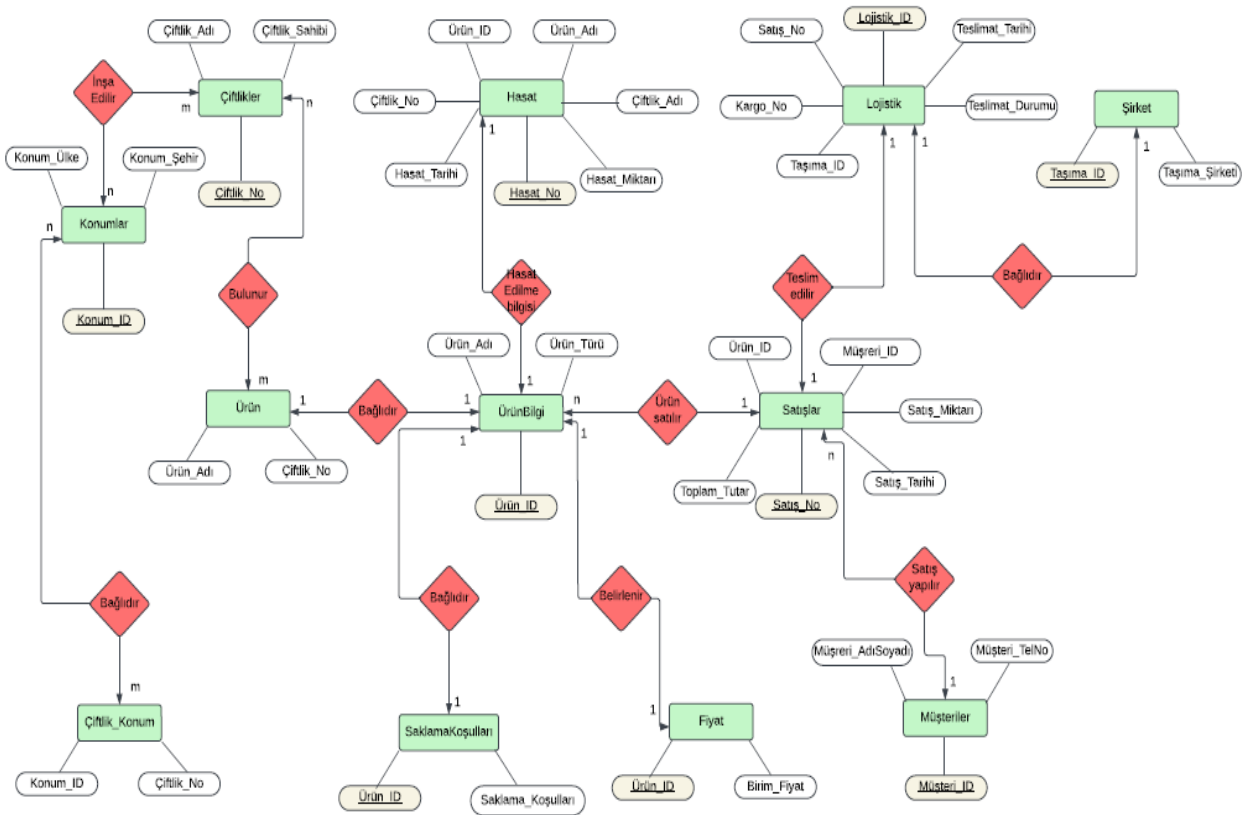 Lojistik_ID
Çiftlik_Adı
Çiftlik_Sahibi
Ürün_ID
Ürün_Adı
Satış_No
Teslimat_Tarihi
İnşa
Edilir
m
Çiftlikler
n
Çiftlik_No
Hasat
Çiftlik_Adı
Kargo_No
Lojistik
Teslimat_Durumu
Şirket
1
1
1
1
Konum_Ülke
Konum_Şehir
Hasat_Tarihi
Hasat_No
Hasat_Miktarı
Taşıma_ID
Taşıma_ID
Taşıma_Şirketi
Çiftlik_No
n
n
Konumlar
Konum_ID
Bulunur
Hasat
Edilme
bilgisi
Teslim
edilir
Bağlıdır
m
Ürün_Adı
Ürün_Türü
1
Ürün_ID
Müşreri_ID
1
Ürün
1
Bağlıdır
1
ÜrünBilgi
n
Ürün
satılır
1
Satışlar
Satış_Miktarı
1
1
n
Ürün_Adı
Çiftlik_No
Ürün_ID
Toplam_Tutar
Satış_No
Satış_Tarihi
Bağlıdır
Bağlıdır
Belirlenir
Satış
yapılır
Müşreri_AdıSoyadı
Müşteri_TelNo
m
1
1
1
Çiftlik_Konum
SaklamaKoşulları
Fiyat
Müşteriler
Konum_ID
Çiftlik_No
Ürün_ID
Saklama_Koşulları
Ürün_ID
Birim_Fiyat
Müşteri_ID